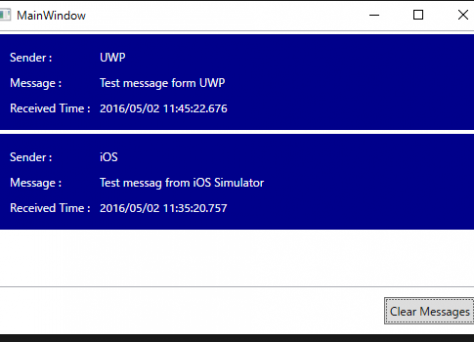 MainWindow
Sender : UWP
Message : Test message form UWP
Received Time : 2016/05/02 11:45:22.676
Sender : iOS
Message : Test messag from iOS Simulator
Received Time : 2016/05/02 11:35:20.757
Clear Messages